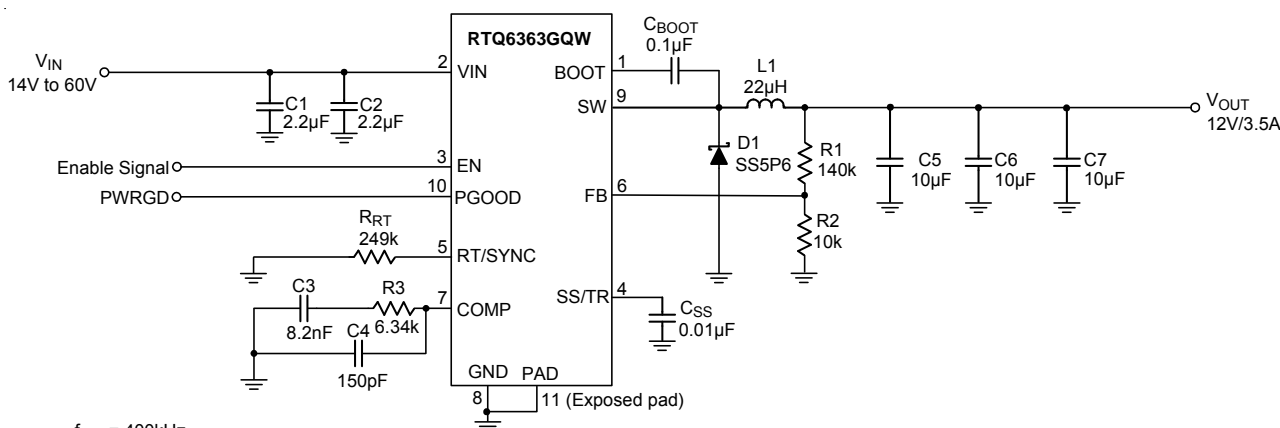 RTQ6363GQW
VIN
14V to 60V
2
VIN
C1
2.2µF
C2
2.2µF
Enable Signal
3
EN
PWRGD
10
PGOOD
RRT
249k
5
RT/SYNC
C3
8.2nF
R3
6.34k
7
COMP
C4
150pF
GND
8
PAD
11 (Exposed pad)
BOOT
1
CBOOT
0.1µF
SW
9
L1
22µH
D1
SS5P6
R1
140k
FB
6
R2
10k
SS/TR
4
CSS
0.01µF
C5
10µF
C6
10µF
C7
10µF
VOUT
12V/3.5A